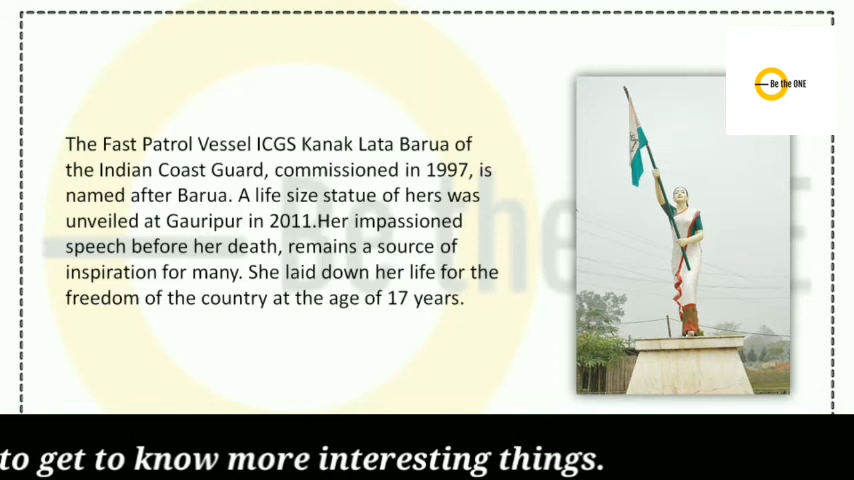 Be the ONE
The Fast Patrol Vessel ICGS Kanak Lata Barua of
the Indian Coast Guard, commissioned in 1997, is
named after Barua. A life size statue of hers was
unveiled at Gauripur in 2011.Her impassioned
speech before her death, remains a source of
inspiration for many. She laid down her life for the
freedom of the country at the age of 17 years.
Be the ONE
to get to know more interesting things.